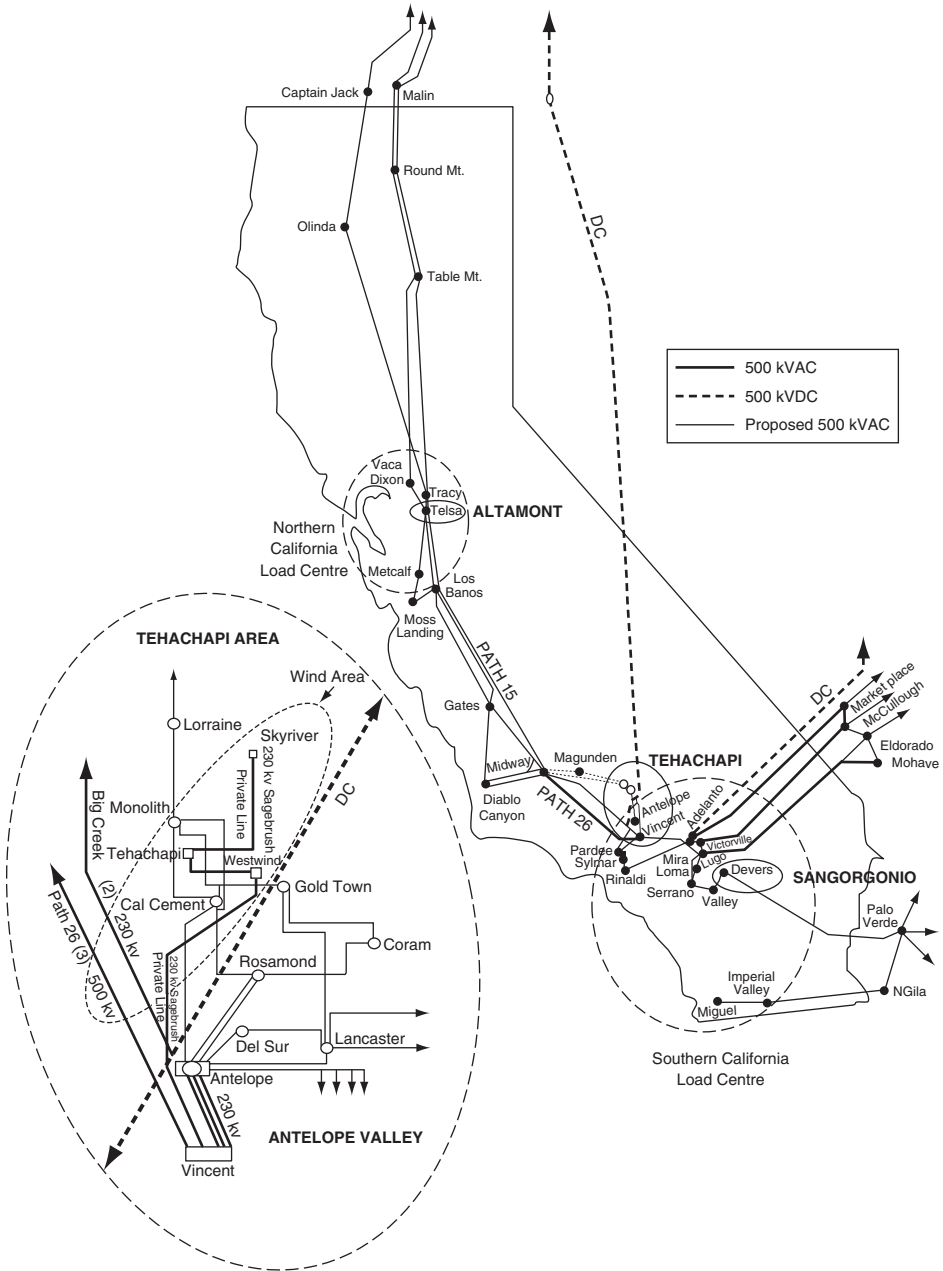 Captain Jack
Malin
Round Mt.
Olinda
DC
Table Mt.
500 kVAC
500 kVDC
Proposed 500 kVAC
Vaca
Dixon
Tracy
Telsa
ALTAMONT
Northern
California
Load Centre
Metcalf
Los
Banos
Moss
Landing
PATH 15
Gates
Midway
Magunden
Diablo
Canyon
PATH 26
TEHACHAPI
Antelope
Vincent
Adelanto
DC
Market place
McCullough
Eldorado
Mohave
Pardee
Sylmar
Rinaldi
Victorville
Mira
Loma
Lugo
Serrano
Devers
Valley
SANGORGONIO
Palo
Verde
NGila
Imperial
Valley
Miguel
Southern California
Load Centre
TEHACHAPI AREA
Wind Area
Lorraine
Skyriver
230 kV Sagebrush
Private Line
DC
Big Creek
(2) 230 kv
Monolith
Tehachapi
Westwind
Gold Town
Cal Cement
Path 26 (3) 500 kv
Coram
Rosamond
230 kV Sagebrush
Private Line
Del Sur
Lancaster
Antelope
230 kV
ANTELOPE VALLEY
Vincent